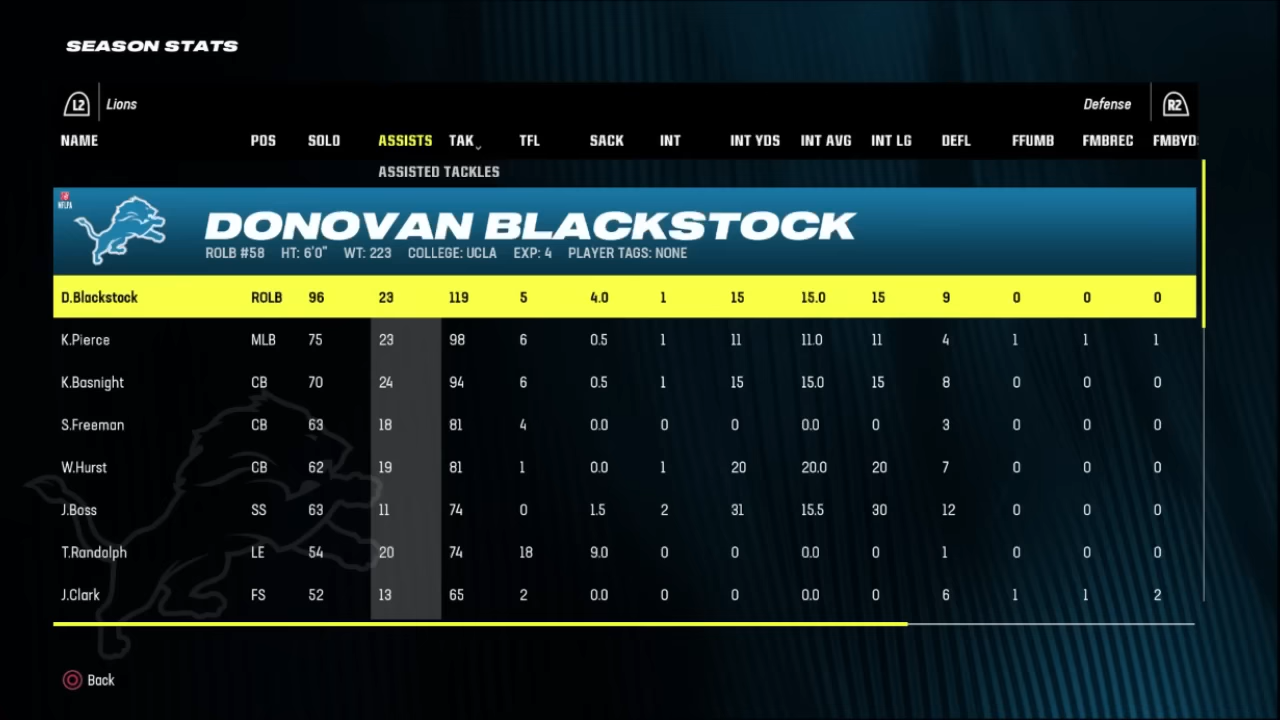 SEASON STATS
L2 Lions Defense R2
NAME POS SOLO ASSISTS TAK TFL SACK INT INT YDS INT AVG INT LG DEFL FFUMB FMBREC FMBYD
ASSISTED TACKLES
NFLPA
DONOVAN BLACKSTOCK
ROLB #58 HT: 6'0" WT: 223 COLLEGE: UCLA EXP: 4 PLAYER TAGS: NONE
D.Blackstock ROLB 96 23 119 5 4.0 1 15 15.0 15 9 0 0 0
K.Pierce MLB 75 23 98 6 0.5 1 11 11.0 11 4 1 1 1
K.Basnight CB 70 24 94 6 0.5 1 15 15.0 15 8 0 0 0
S.Freeman CB 63 18 81 4 0.0 0 0 0.0 0 3 0 0 0
W.Hurst CB 62 19 81 1 0.0 1 20 20.0 20 7 0 0 0
J.Boss SS 63 11 74 0 1.5 2 31 15.5 30 12 0 0 0
T.Randolph LE 54 20 74 18 9.0 0 0 0.0 0 1 0 0 0
J.Clark FS 52 13 65 2 0.0 0 0 0.0 0 6 1 1 2
Back